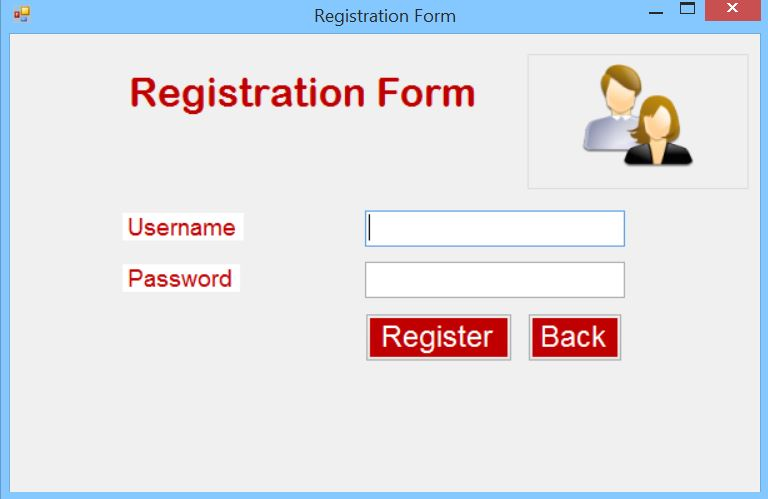 Registration Form
Registration Form
Username
Password
Register
Back